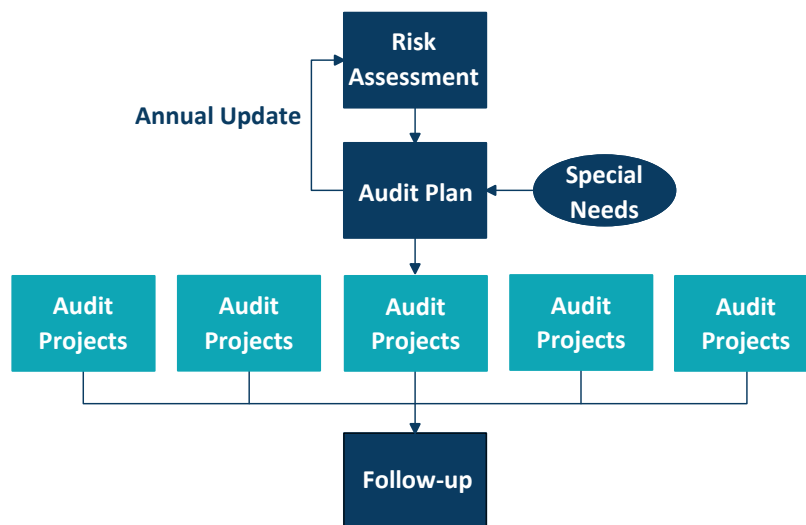 Risk
Assessment
Annual Update
Audit Plan
Special
Needs
Audit
Projects
Audit
Projects
Audit
Projects
Audit
Projects
Audit
Projects
Follow-up